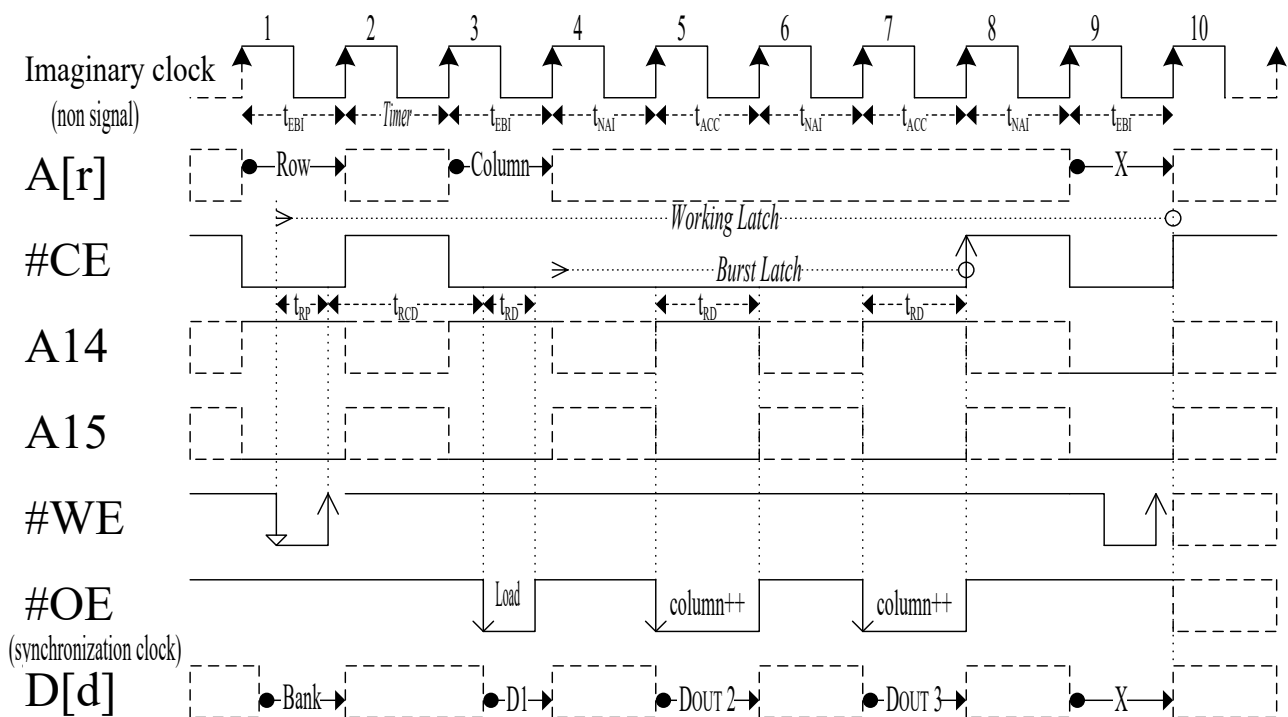 1 2 3 4 5 6 7 8 9 10
Imaginary clock
(non signal)
tEBI Timer tEBI tNAI tACC tNAI tACC tNAI tEBI
A[r] Row Column X
Working Latch
#CE
Burst Latch
tRP tRCD tRD tRD tRD
A14
A15
#WE
#OE Load column++ column++
(synchronization clock)
D[d] Bank D1 DOUT 2 DOUT 3 X